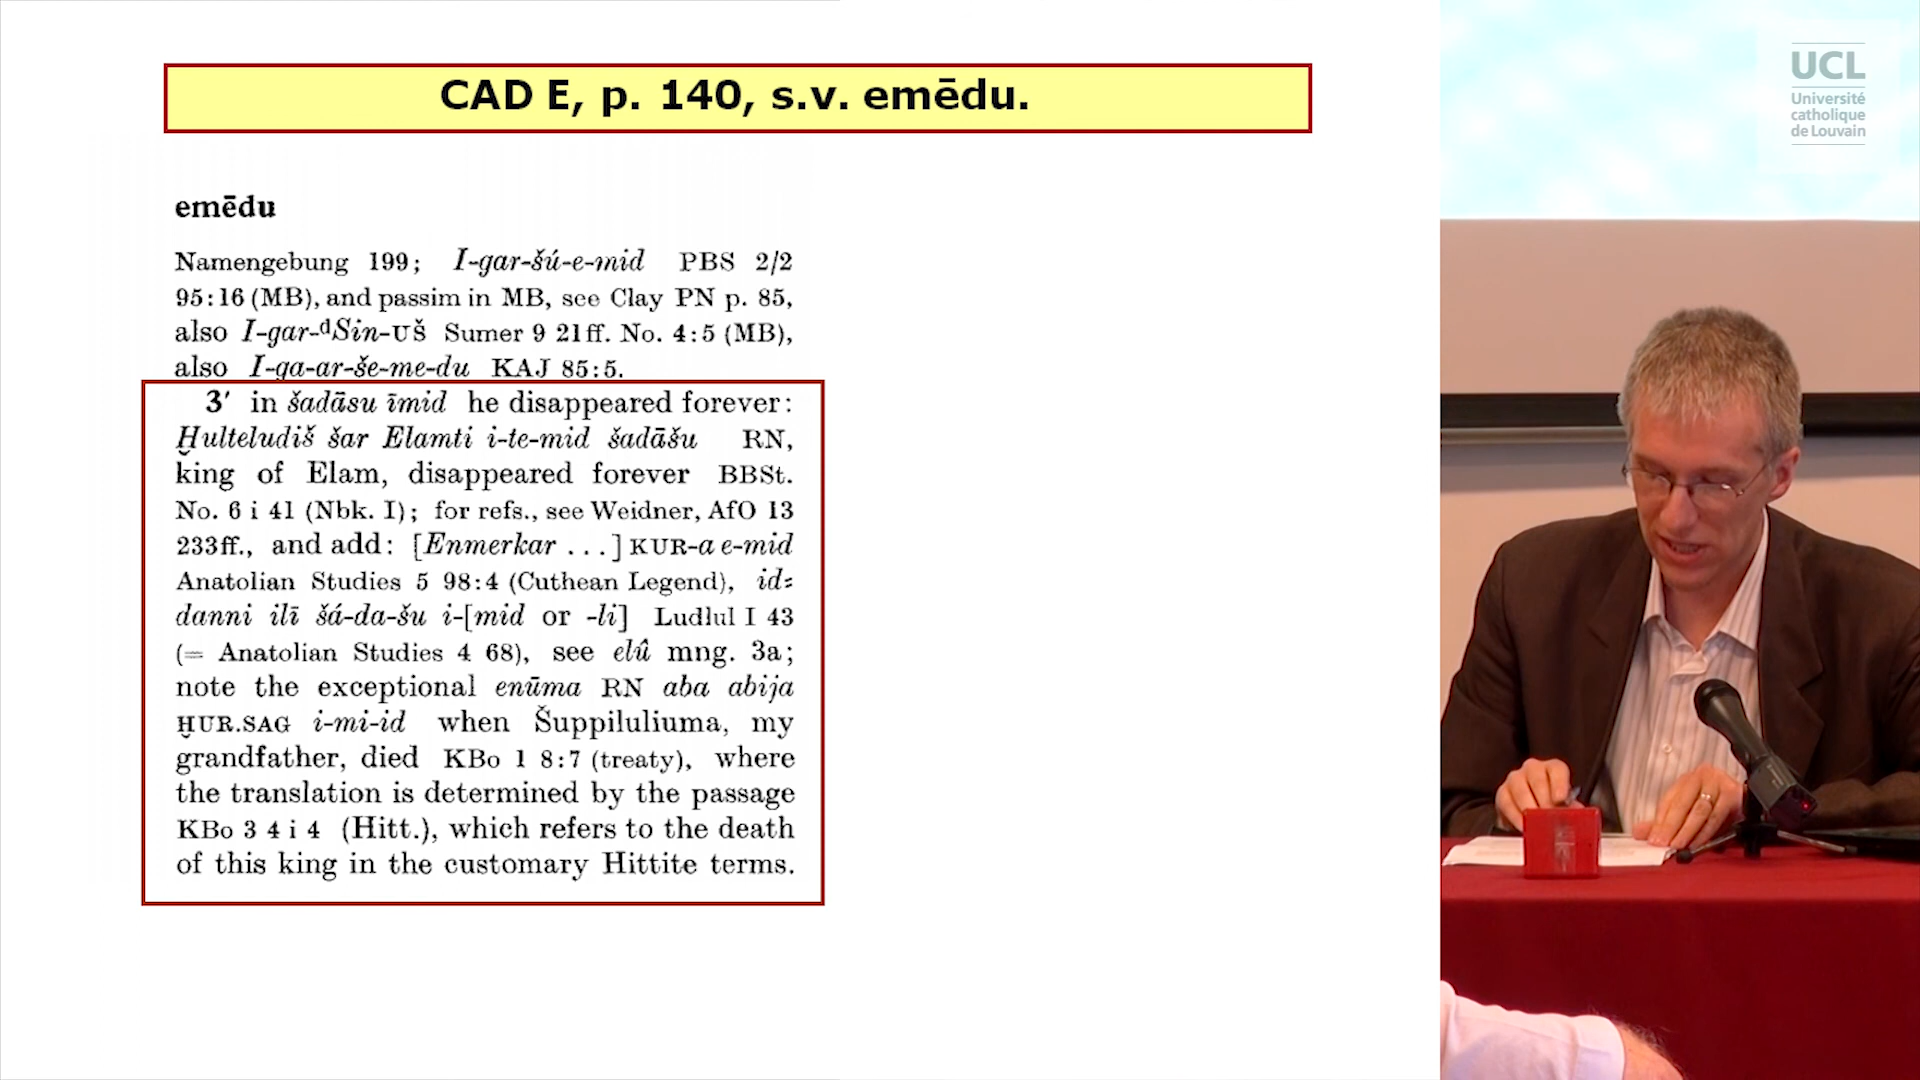 CAD E, p. 140, s.v. emēdu.
emēdu
Namengebung 199; I-gar-šú-e-mid PBS 2/2
95:16 (MB), and passim in MB, see Clay PN p. 85,
also I-gar-ᵈSin-UŠ Sumer 9 21ff. No. 4:5 (MB),
also I-ga-ar-še-me-du KAJ 85:5.
3′ in šadāsu īmid he disappeared forever:
Ḫulteludiš šar Elamti i-te-mid šadāšu RN,
king of Elam, disappeared forever BBSt.
No. 6 i 41 (Nbk. I); for refs., see Weidner, AfO 13
233ff., and add: [Enmerkar ...] KUR-a e-mid
Anatolian Studies 5 98:4 (Cuthean Legend), id=
danni ilī šá-da-šu i-[mid or -li] Ludlul I 43
(= Anatolian Studies 4 68), see elû mng. 3a;
note the exceptional enūma RN aba abija
ḪUR.SAG i-mi-id when Šuppiluliuma, my
grandfather, died KBo 1 8:7 (treaty), where
the translation is determined by the passage
KBo 3 4 i 4 (Hitt.), which refers to the death
of this king in the customary Hittite terms.
UCL
Université
catholique
de Louvain